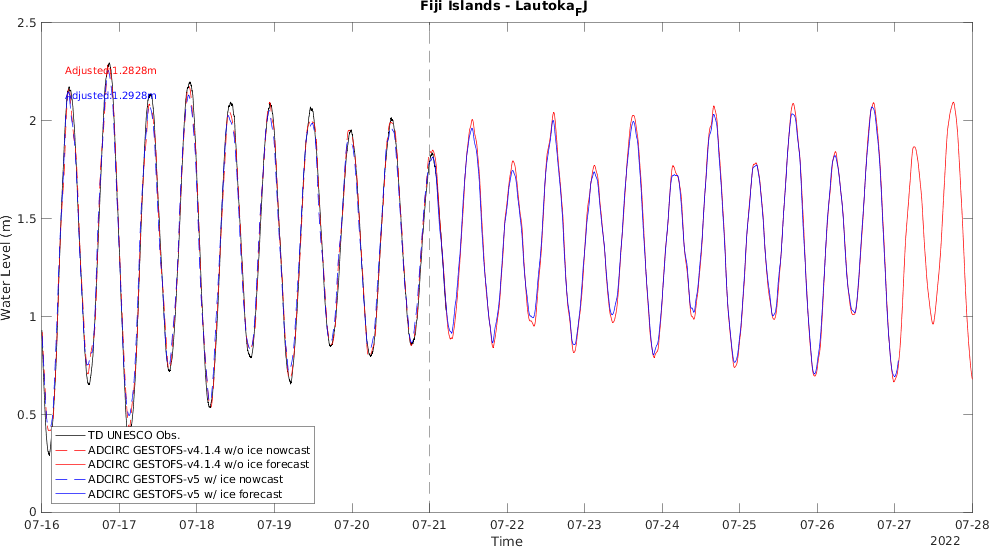 Fiji Islands - Lautoka_FJ
Adjusted:1.2828m
Adjusted:1.2928m
Water Level (m)
2.5
2
1.5
1
0.5
0
TD UNESCO Obs.
ADCIRC GESTOFS-v4.1.4 w/o ice nowcast
ADCIRC GESTOFS-v4.1.4 w/o ice forecast
ADCIRC GESTOFS-v5 w/ ice nowcast
ADCIRC GESTOFS-v5 w/ ice forecast
07-16 07-17 07-18 07-19 07-20 07-21 07-22 07-23 07-24 07-25 07-26 07-27 07-28
Time
2022